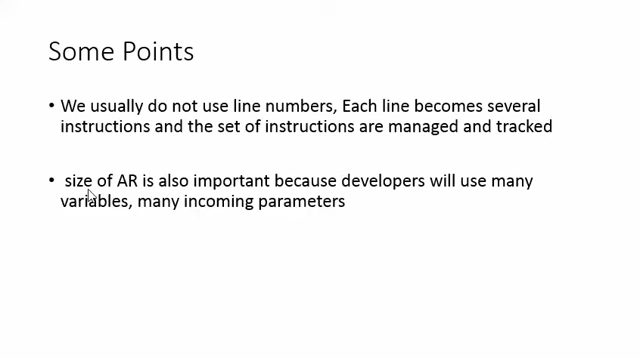 Some Points
• We usually do not use line numbers, Each line becomes several
instructions and the set of instructions are managed and tracked
• size of AR is also important because developers will use many
variables, many incoming parameters